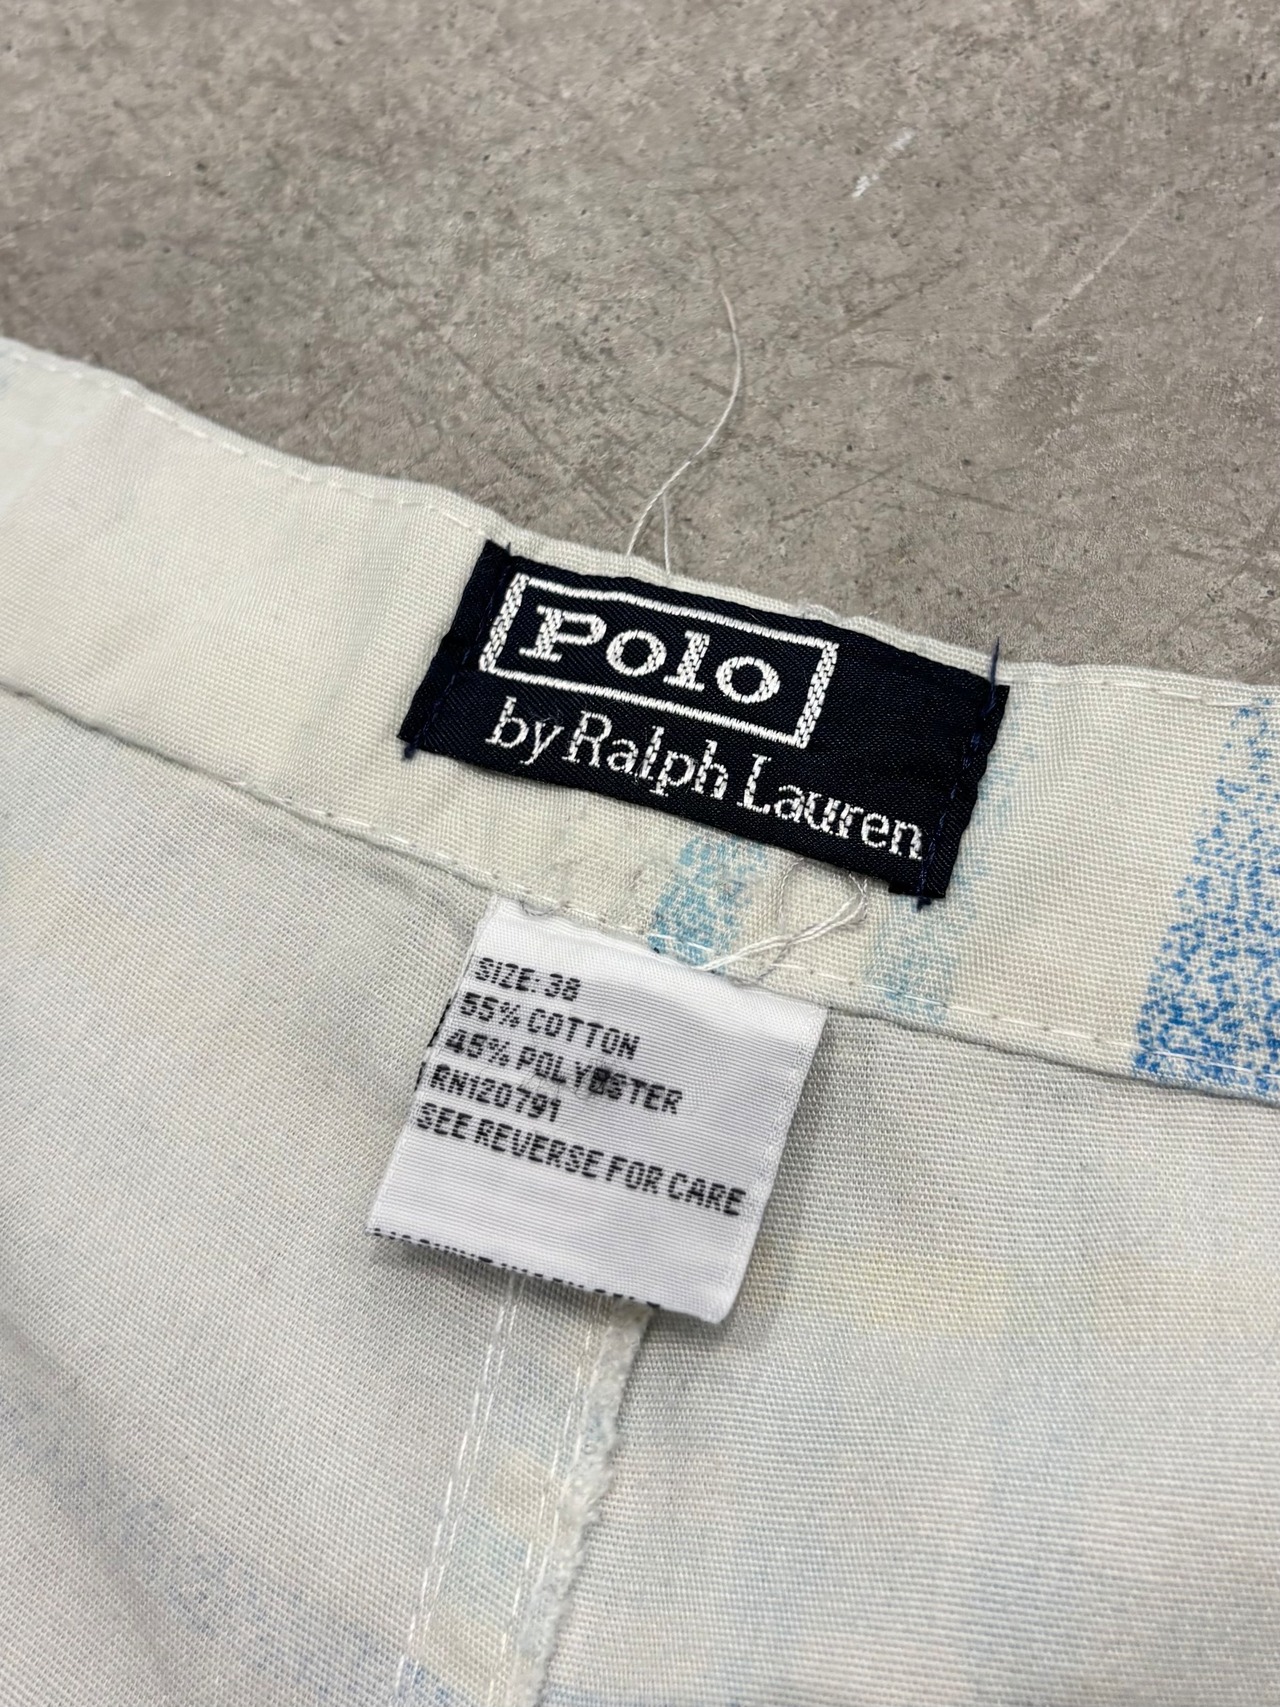 Polo
by Ralph Lauren
SIZE: 38
55% COTTON
45% POLYESTER
RN120791
SEE REVERSE FOR CARE